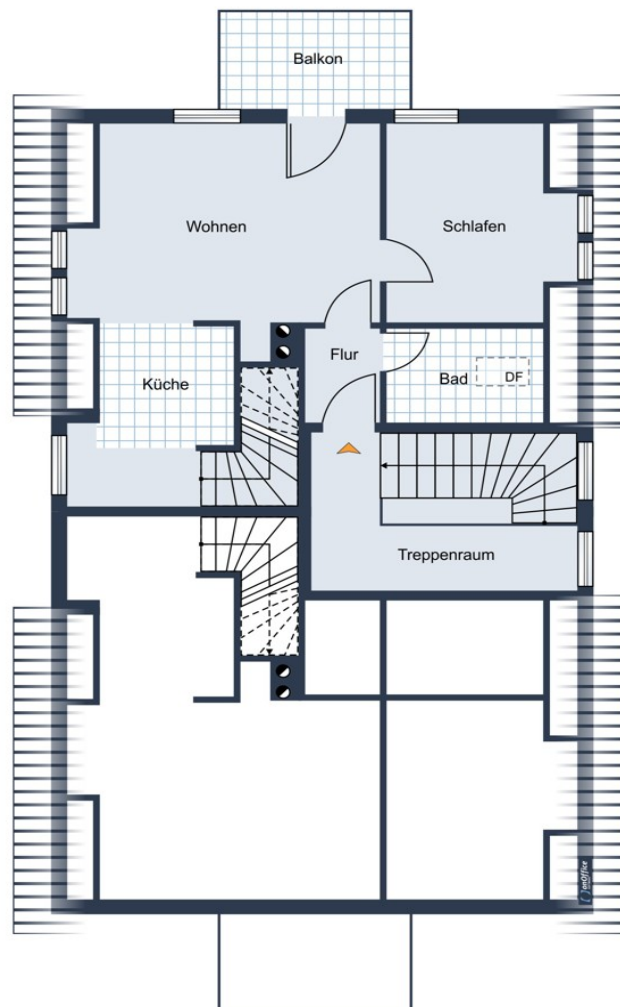 Balkon
Wohnen
Schlafen
Flur
Küche
Bad
DF
Treppenraum
onOffice